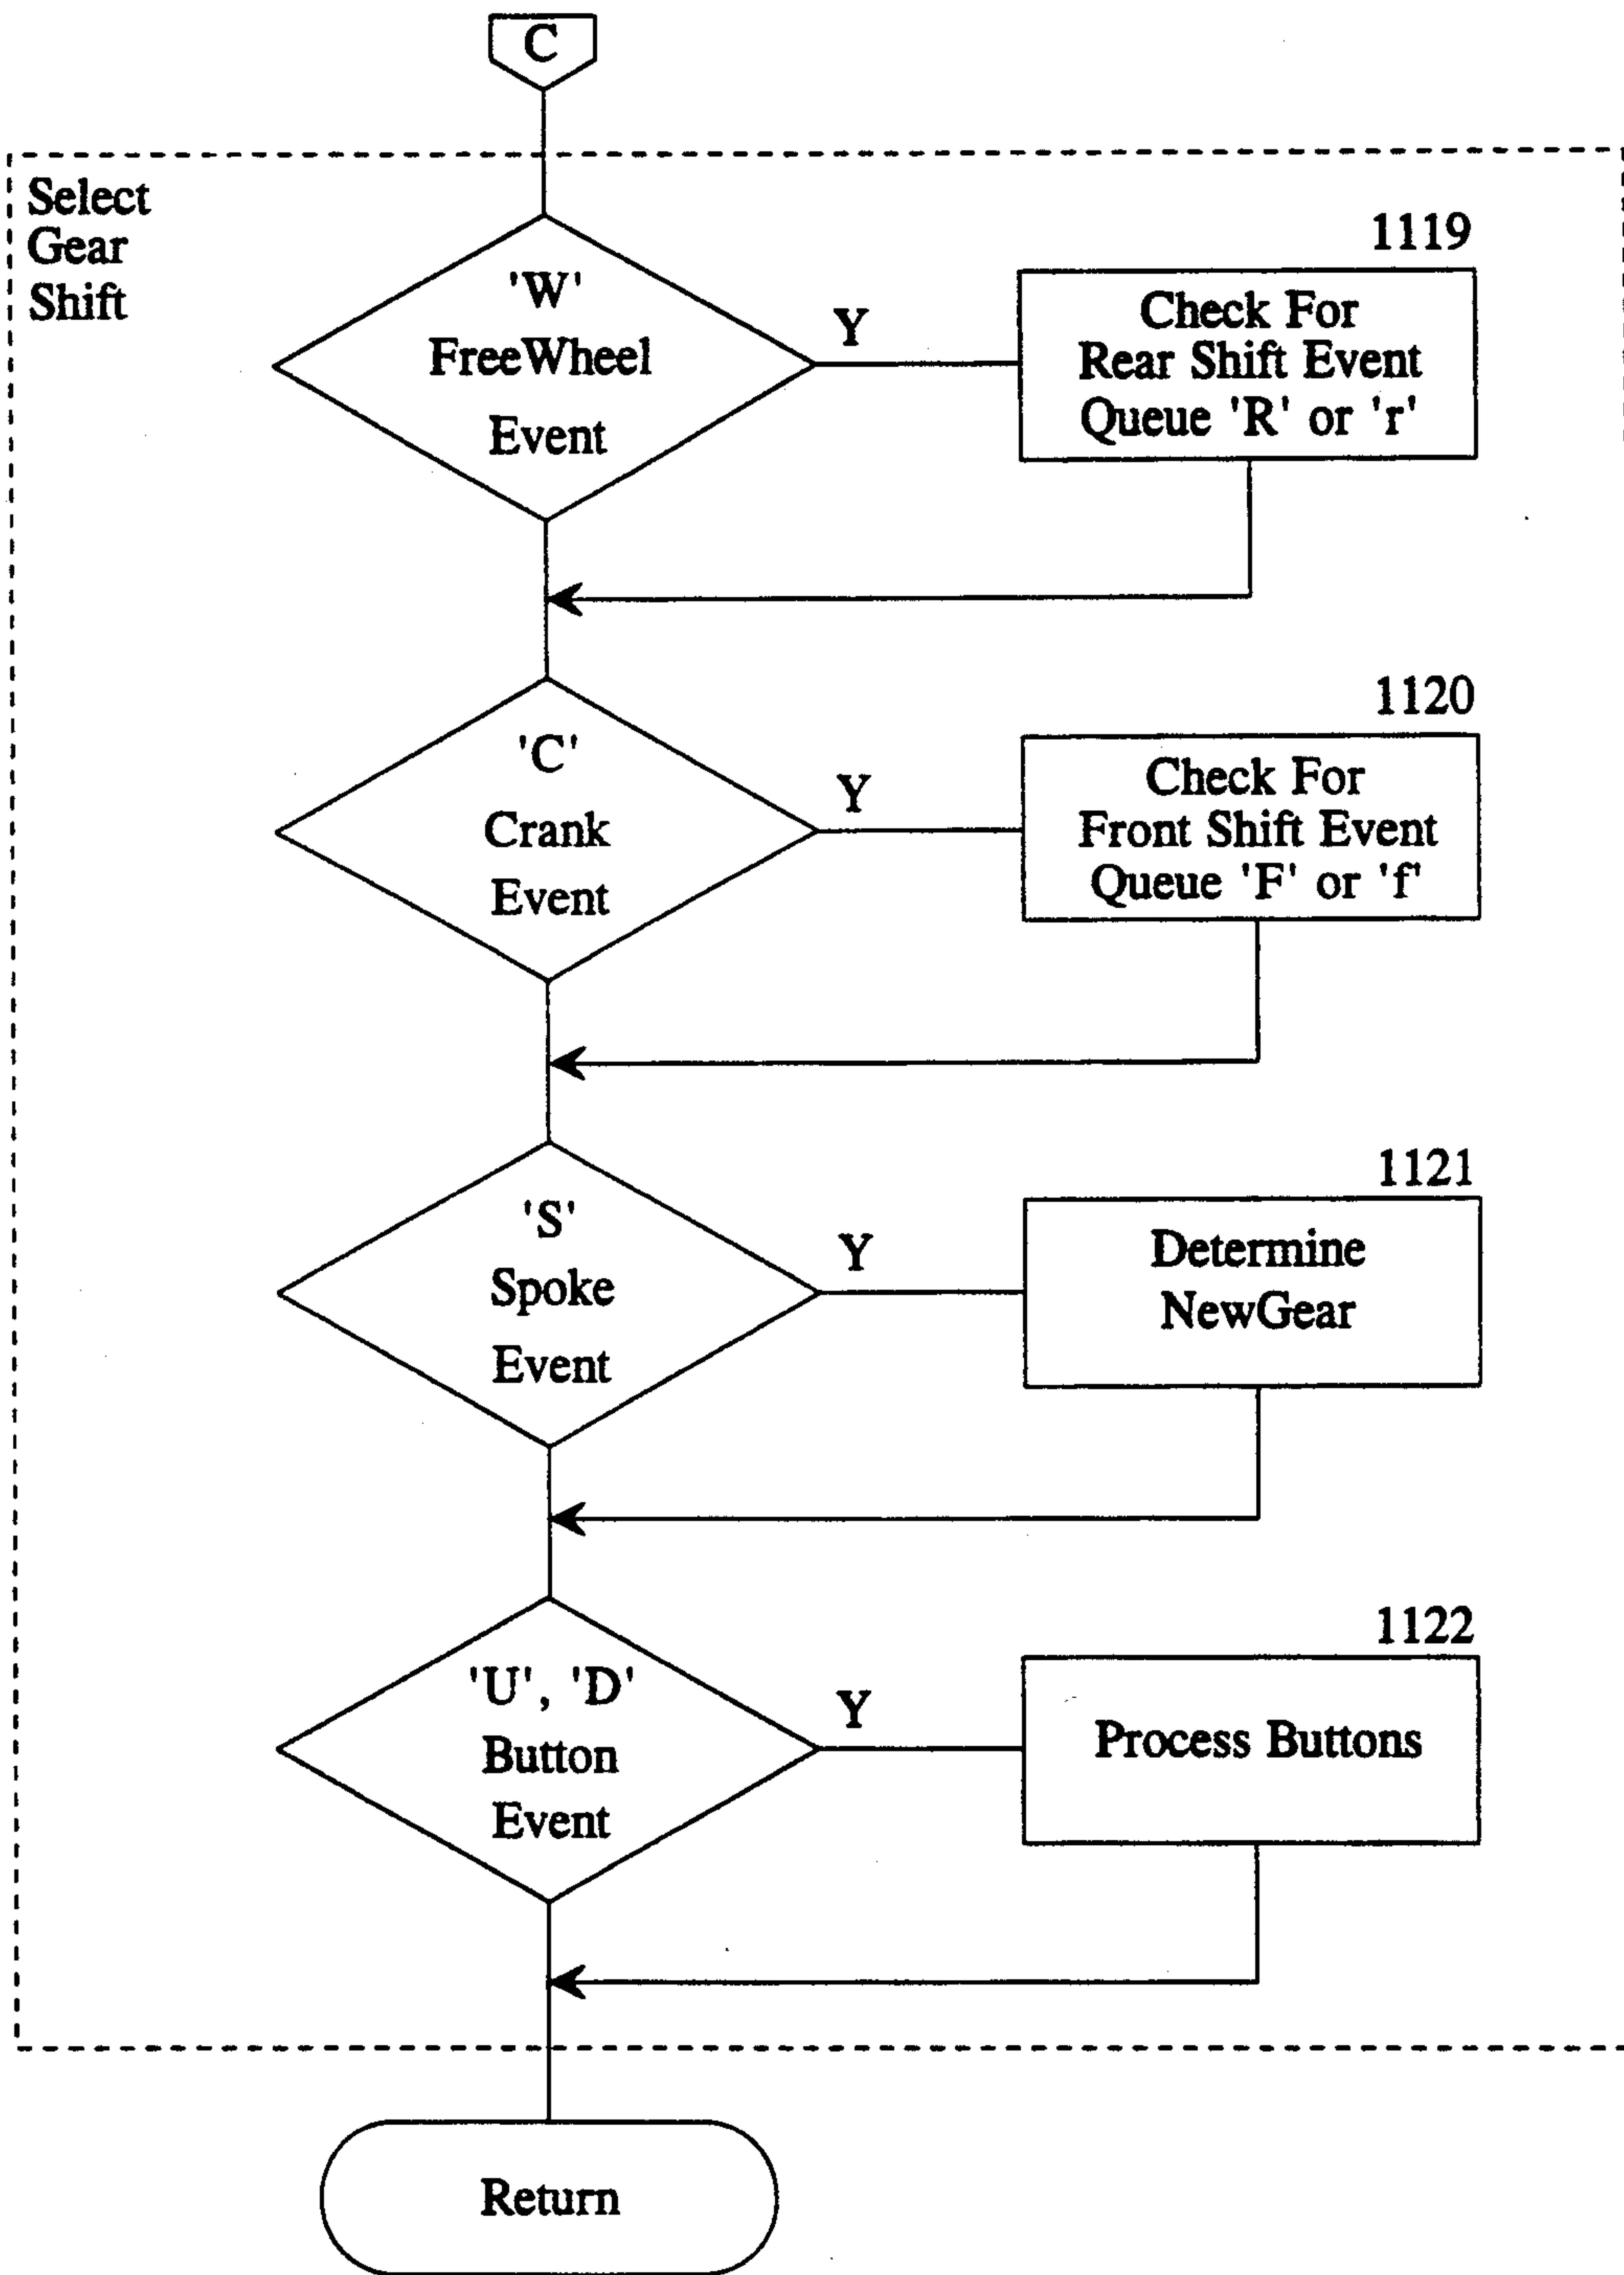 C
Select
Gear
Shift
'W'
FreeWheel
Event
Y
1119
Check For
Rear Shift Event
Queue 'R' or 'r'
'C'
Crank
Event
Y
1120
Check For
Front Shift Event
Queue 'F' or 'f'
'S'
Spoke
Event
Y
1121
Determine
NewGear
'U', 'D'
Button
Event
Y
1122
Process Buttons
Return